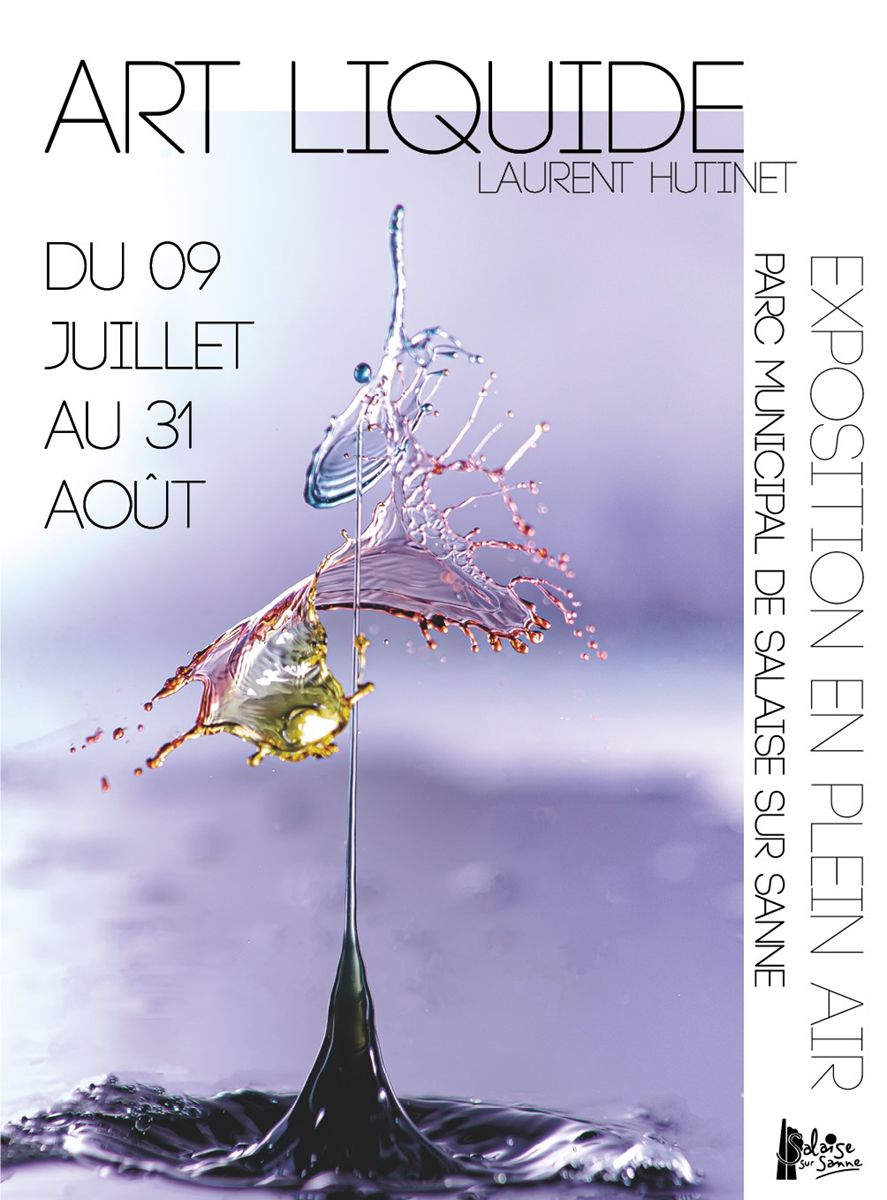 ART LIQUIDE
LAURENT HUTINET
DU 09
JUILLET
AU 31
AOÛT
EXPOSITION EN PLEIN AIR
PARC MUNICIPAL DE SALAISE SUR SANNE
Salaise
sur Sanne